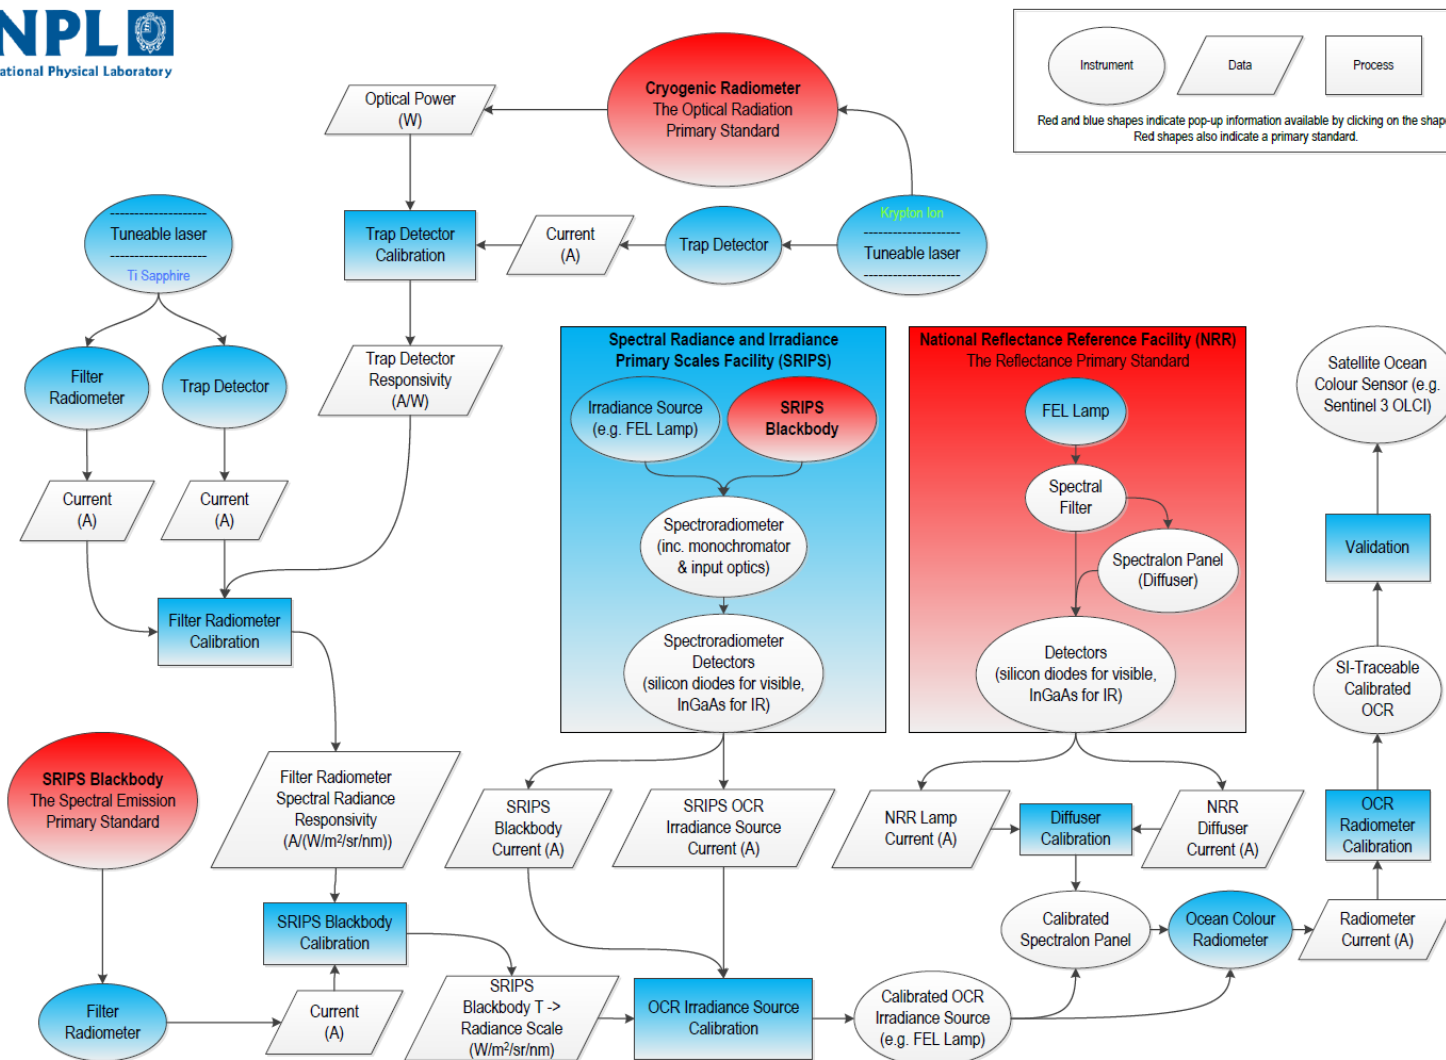 NPL
ational Physical Laboratory
Instrument
Data
Process
Red and blue shapes indicate pop-up information available by clicking on the shap
Red shapes also indicate a primary standard.
Optical Power
(W)
Cryogenic Radiometer
The Optical Radiation
Primary Standard
--------------------
Tuneable laser
--------------------
Ti Sapphire
Trap Detector
Calibration
Current
(A)
Trap Detector
Krypton Ion
--------------------
Tuneable laser
--------------------
Filter
Radiometer
Trap Detector
Trap Detector
Responsivity
(A/W)
Spectral Radiance and Irradiance
Primary Scales Facility (SRIPS)
Irradiance Source
(e.g. FEL Lamp)
SRIPS
Blackbody
National Reflectance Reference Facility (NRR)
The Reflectance Primary Standard
FEL Lamp
Satellite Ocean
Colour Sensor (e.g.
Sentinel 3 OLCI)
Current
(A)
Current
(A)
Spectroradiometer
(inc. monochromator
& input optics)
Spectral
Filter
Spectralon Panel
(Diffuser)
Validation
Filter Radiometer
Calibration
Spectroradiometer
Detectors
(silicon diodes for visible,
InGaAs for IR)
Detectors
(silicon diodes for visible,
InGaAs for IR)
SI-Traceable
Calibrated
OCR
SRIPS Blackbody
The Spectral Emission
Primary Standard
Filter Radiometer
Spectral Radiance
Responsivity
(A/(W/m²/sr/nm))
SRIPS
Blackbody
Current (A)
SRIPS OCR
Irradiance Source
Current (A)
NRR Lamp
Current (A)
Diffuser
Calibration
NRR
Diffuser
Current (A)
OCR
Radiometer
Calibration
SRIPS Blackbody
Calibration
Calibrated
Spectralon Panel
Ocean Colour
Radiometer
Radiometer
Current (A)
Filter
Radiometer
Current
(A)
SRIPS
Blackbody T ->
Radiance Scale
(W/m²/sr/nm)
OCR Irradiance Source
Calibration
Calibrated OCR
Irradiance Source
(e.g. FEL Lamp)